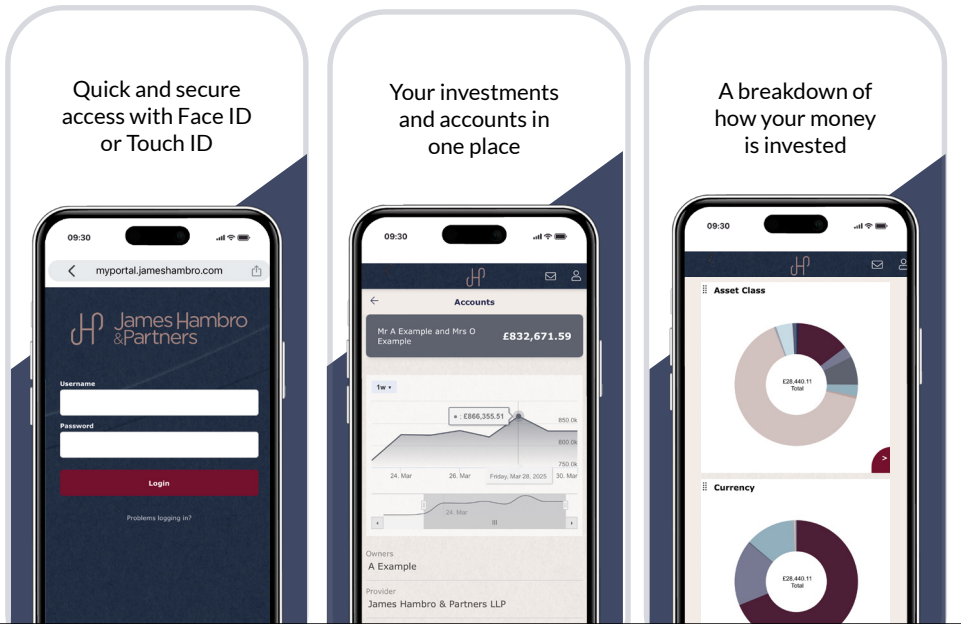 Quick and secure
access with Face ID
or Touch ID
09:30
myportal.jameshambro.com
James Hambro
&Partners
Username
Password
Login
Problems logging in?
Your investments
and accounts in
one place
09:30
Accounts
Mr A Example and Mrs O
Example
£832,671.59
1w
: £866,355.51
850.0k
800.0k
750.0k
24. Mar
26. Mar
Friday, Mar 28, 2025
30. Mar
24. Mar
Owners
A Example
Provider
James Hambro & Partners LLP
A breakdown of
how your money
is invested
09:30
Asset Class
£28,440.11
Total
>
Currency
£28,440.11
Total